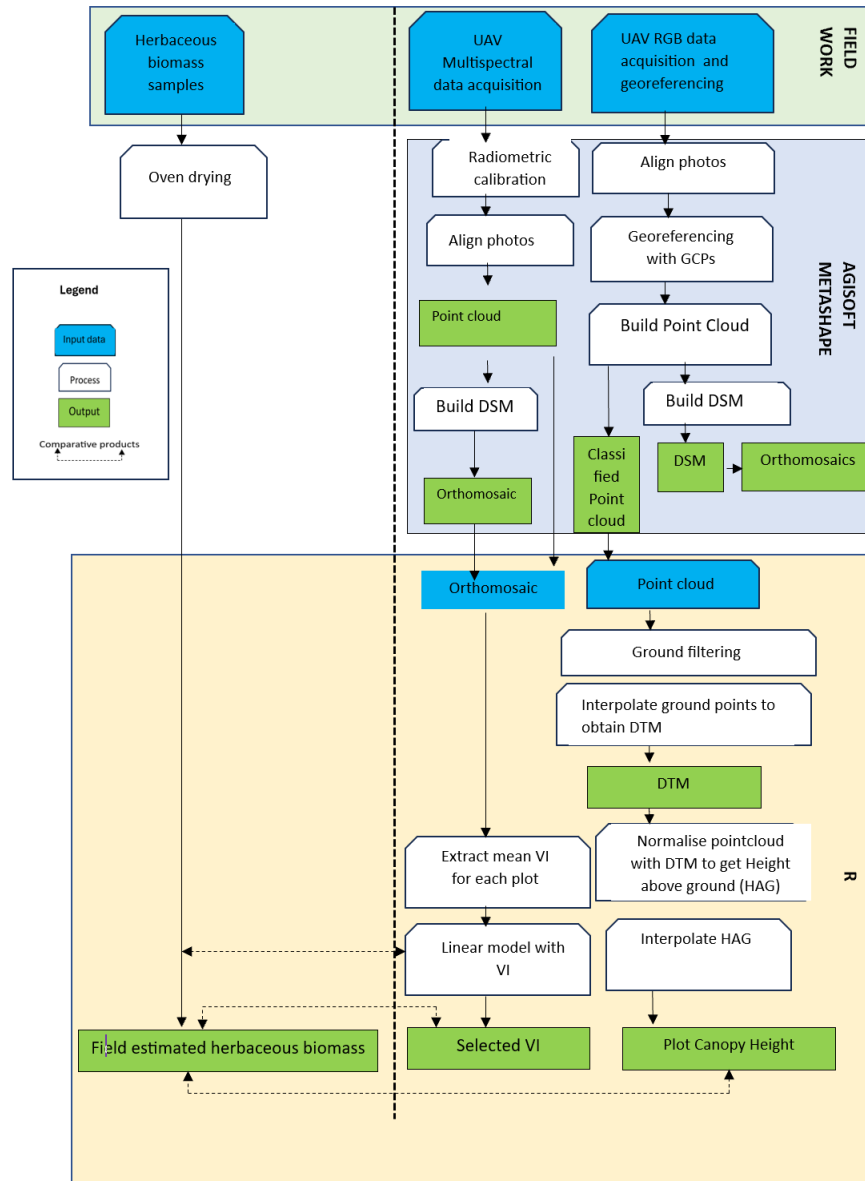 Herbaceous
biomass
samples
UAV
Multispectral
data acquisition
UAV RGB data
acquisition and
georeferencing
FIELD
WORK
Oven drying
Radiometric
calibration
Align photos
Point cloud
Build DSM
Orthomosaic
Align photos
Georeferencing
with GCPs
Build Point Cloud
Build DSM
Classi
fied
Point
cloud
DSM
Orthomosaics
AGISOFT
METASHAPE
Legend
Input data
Process
Output
Comparative products
Orthomosaic
Point cloud
Ground filtering
Interpolate ground points to
obtain DTM
DTM
Normalise pointcloud
with DTM to get Height
above ground (HAG)
Extract mean VI
for each plot
Linear model with
VI
Interpolate HAG
R
Field estimated herbaceous biomass
Selected VI
Plot Canopy Height